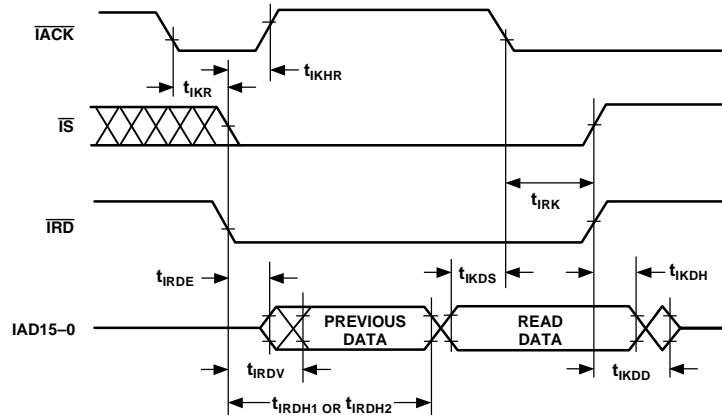 IACK
tIKR
tIKHR
IS
tIRK
IRD
tIRDE
tIKDS
tIKDH
IAD15–0
PREVIOUS
DATA
READ
DATA
tIRDV
tIKDD
tIRDH1 OR tIRDH2